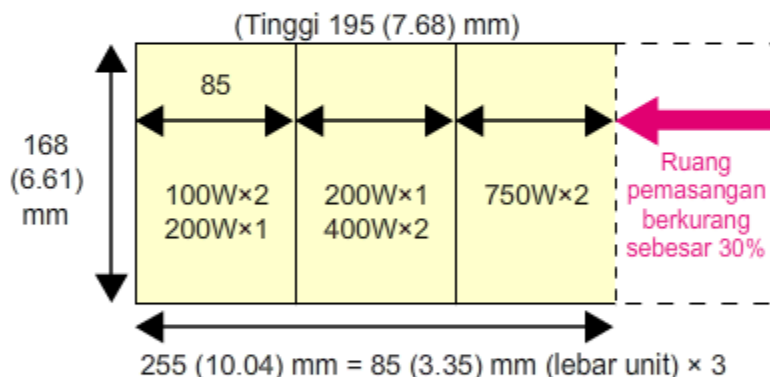 (Tinggi 195 (7.68) mm)
85
168
(6.61)
mm
100W×2
200W×1
200W×1
400W×2
750W×2
Ruang
pemasangan
berkurang
sebesar 30%
255 (10.04) mm = 85 (3.35) mm (lebar unit) × 3